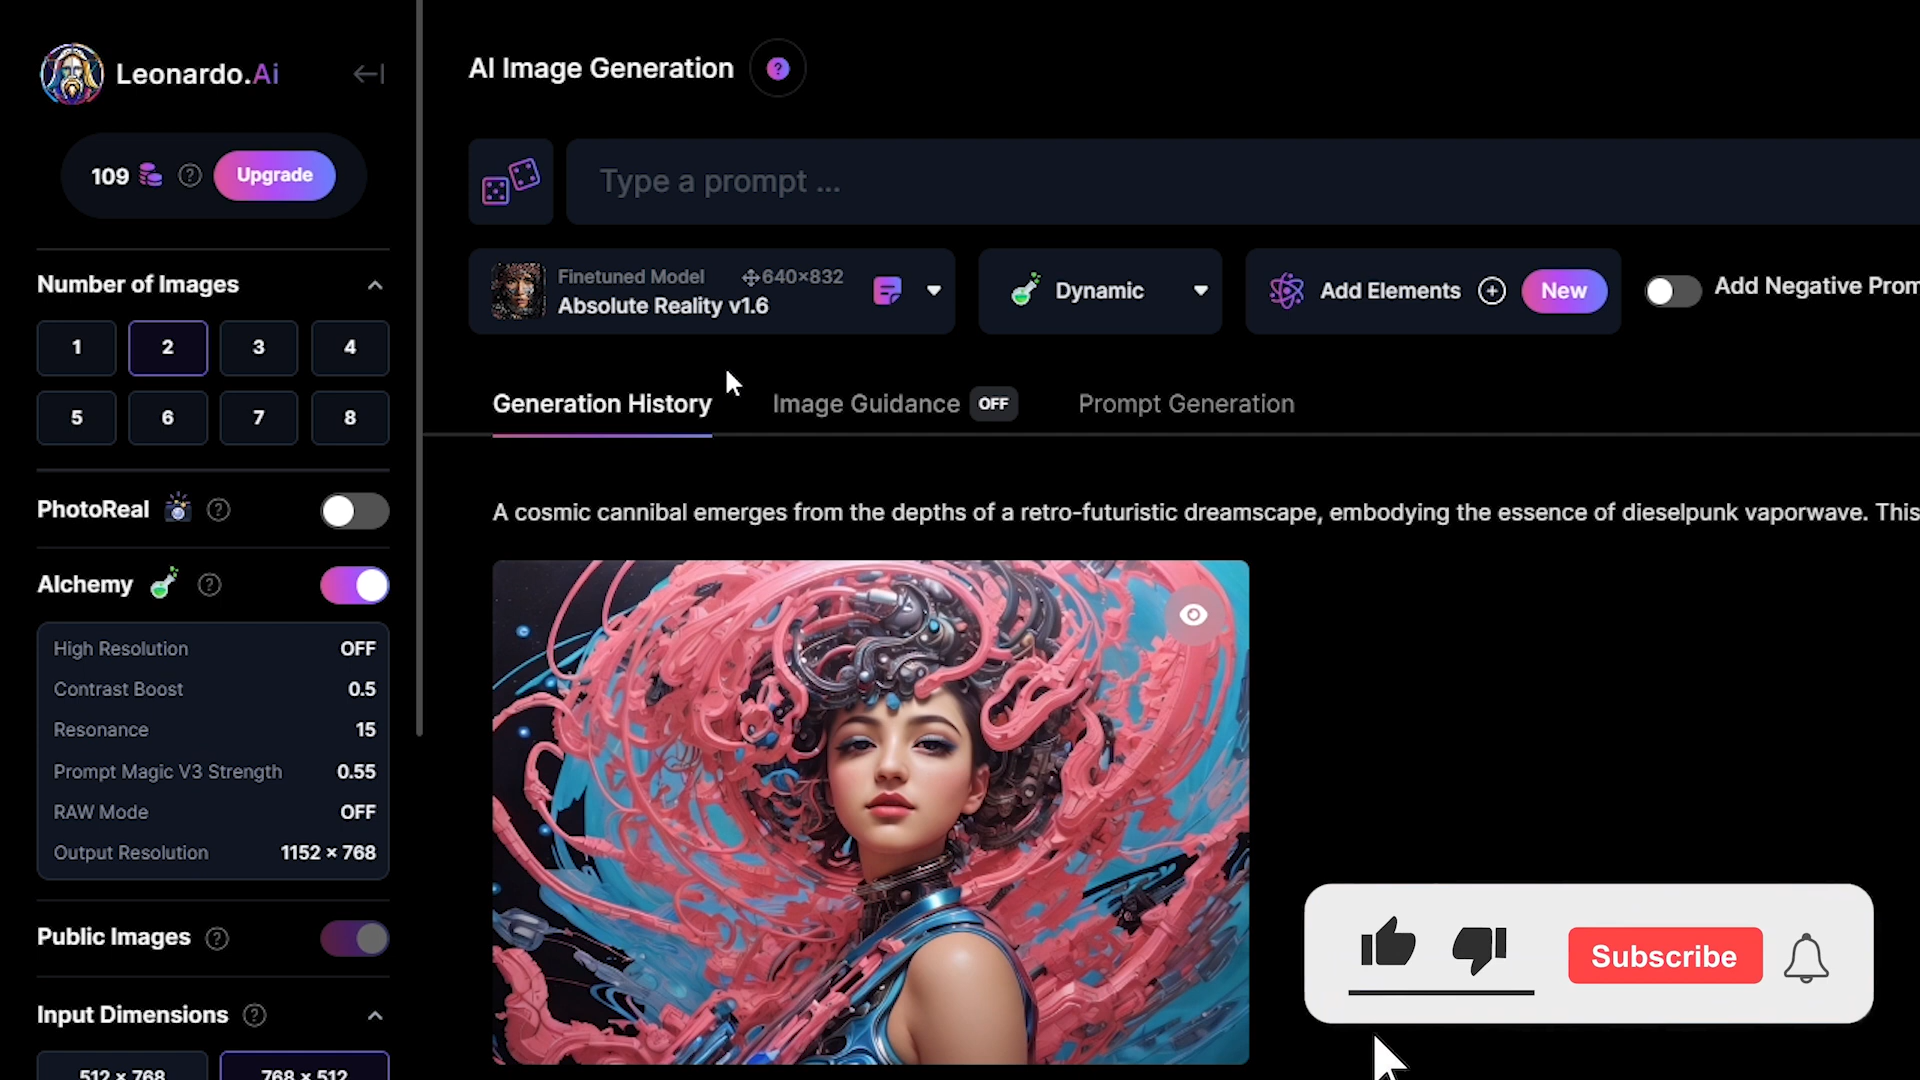 Leonardo.Ai
109 Upgrade
Number of Images
1 2 3 4
5 6 7 8
PhotoReal
Alchemy
High Resolution OFF
Contrast Boost 0.5
Resonance 15
Prompt Magic V3 Strength 0.55
RAW Mode OFF
Output Resolution 1152 × 768
Public Images
Input Dimensions
512 × 768 768 × 512
AI Image Generation ?
Type a prompt ...
Finetuned Model 640×832
Absolute Reality v1.6
Dynamic
Add Elements New
Add Negative Prom
Generation History Image Guidance OFF Prompt Generation
A cosmic cannibal emerges from the depths of a retro-futuristic dreamscape, embodying the essence of dieselpunk vaporwave. This
Subscribe